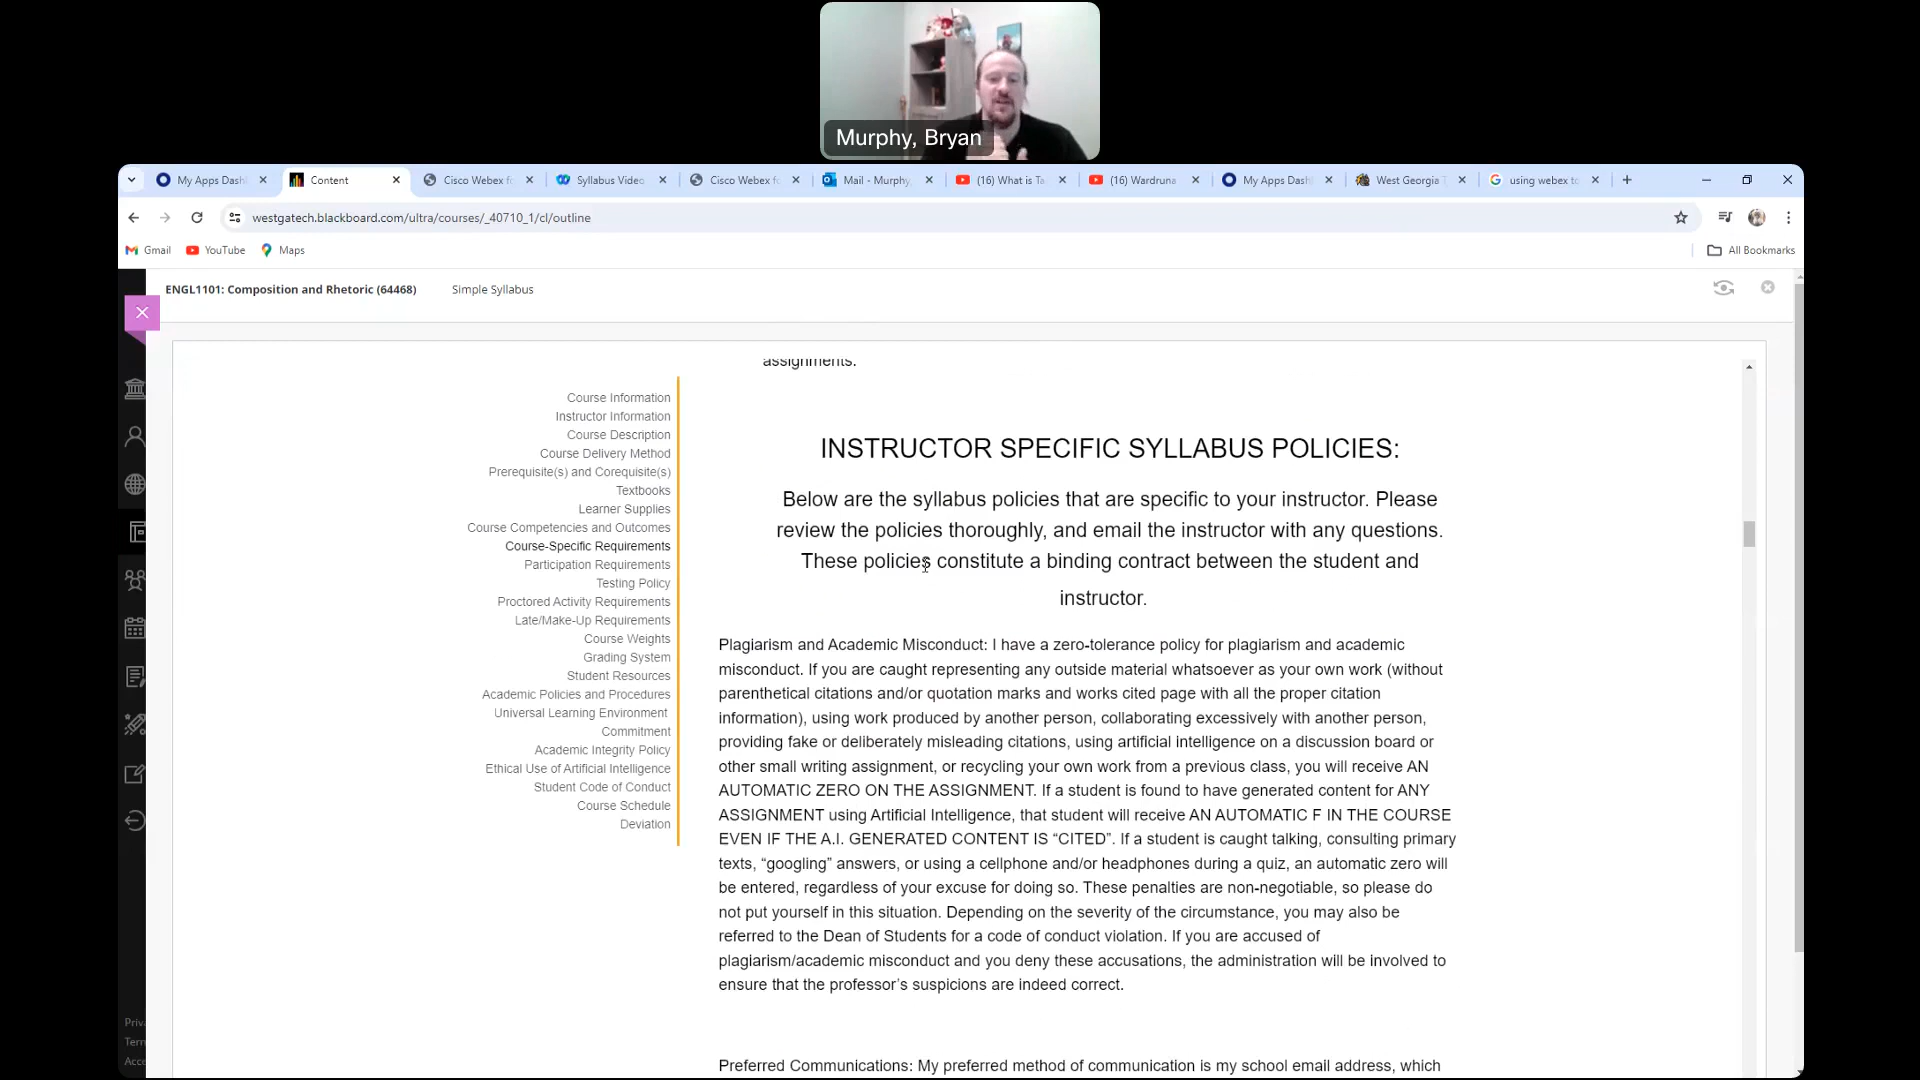 Murphy, Bryan
My Apps Dash
Content
Cisco Webex fo
Syllabus Video
Cisco Webex fo
Mail - Murphy,
(16) What is Ta
(16) Wardruna
My Apps Dash
West Georgia T
using webex to
westgatech.blackboard.com/ultra/courses/_40710_1/cl/outline
Gmail
YouTube
Maps
All Bookmarks
ENGL1101: Composition and Rhetoric (64468)
Simple Syllabus
assignments.
Course Information
Instructor Information
Course Description
Course Delivery Method
Prerequisite(s) and Corequisite(s)
Textbooks
Learner Supplies
Course Competencies and Outcomes
Course-Specific Requirements
Participation Requirements
Testing Policy
Proctored Activity Requirements
Late/Make-Up Requirements
Course Weights
Grading System
Student Resources
Academic Policies and Procedures
Universal Learning Environment
Commitment
Academic Integrity Policy
Ethical Use of Artificial Intelligence
Student Code of Conduct
Course Schedule
Deviation
INSTRUCTOR SPECIFIC SYLLABUS POLICIES:
Below are the syllabus policies that are specific to your instructor. Please
review the policies thoroughly, and email the instructor with any questions.
These policies constitute a binding contract between the student and
instructor.
Plagiarism and Academic Misconduct: I have a zero-tolerance policy for plagiarism and academic
misconduct. If you are caught representing any outside material whatsoever as your own work (without
parenthetical citations and/or quotation marks and works cited page with all the proper citation
information), using work produced by another person, collaborating excessively with another person,
providing fake or deliberately misleading citations, using artificial intelligence on a discussion board or
other small writing assignment, or recycling your own work from a previous class, you will receive AN
AUTOMATIC ZERO ON THE ASSIGNMENT. If a student is found to have generated content for ANY
ASSIGNMENT using Artificial Intelligence, that student will receive AN AUTOMATIC F IN THE COURSE
EVEN IF THE A.I. GENERATED CONTENT IS “CITED”. If a student is caught talking, consulting primary
texts, “googling” answers, or using a cellphone and/or headphones during a quiz, an automatic zero will
be entered, regardless of your excuse for doing so. These penalties are non-negotiable, so please do
not put yourself in this situation. Depending on the severity of the circumstance, you may also be
referred to the Dean of Students for a code of conduct violation. If you are accused of
plagiarism/academic misconduct and you deny these accusations, the administration will be involved to
ensure that the professor’s suspicions are indeed correct.
Preferred Communications: My preferred method of communication is my school email address, which
Priv
Tern
Acce